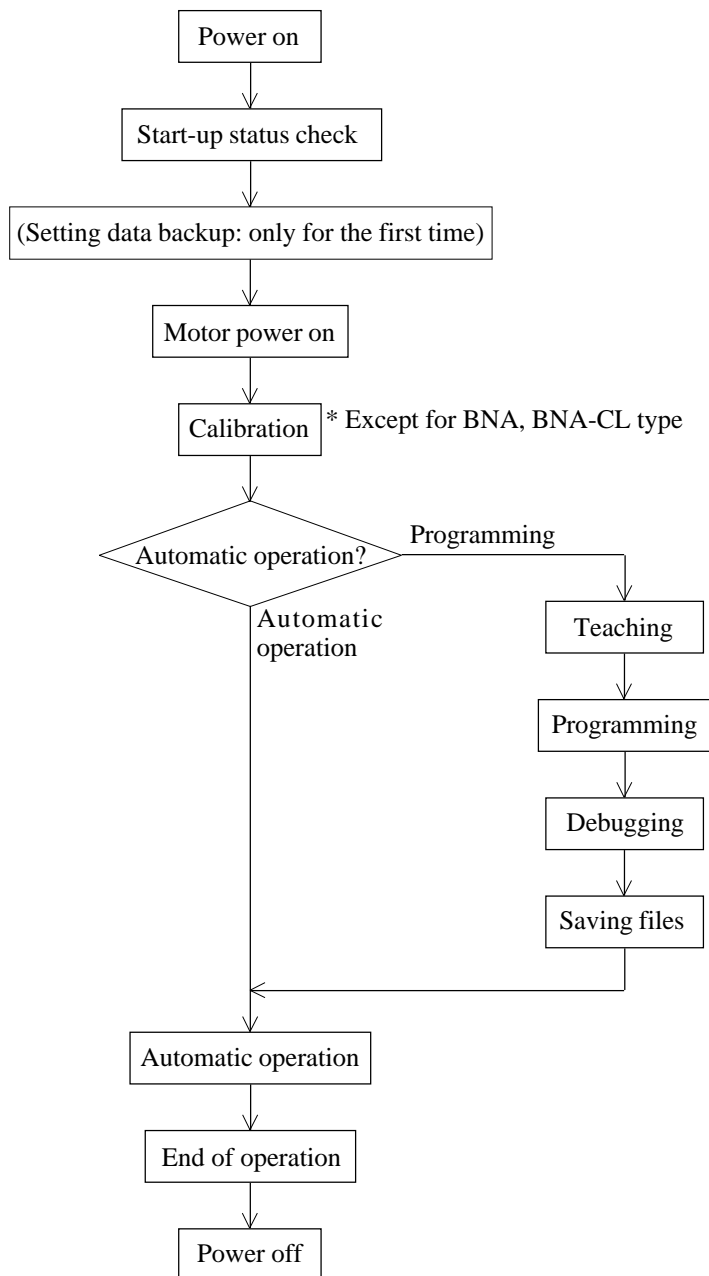 Power on
Start-up status check
(Setting data backup: only for the first time)
Motor power on
Calibration
* Except for BNA, BNA-CL type
Automatic operation?
Programming
Automatic
operation
Teaching
Programming
Debugging
Saving files
Automatic operation
End of operation
Power off